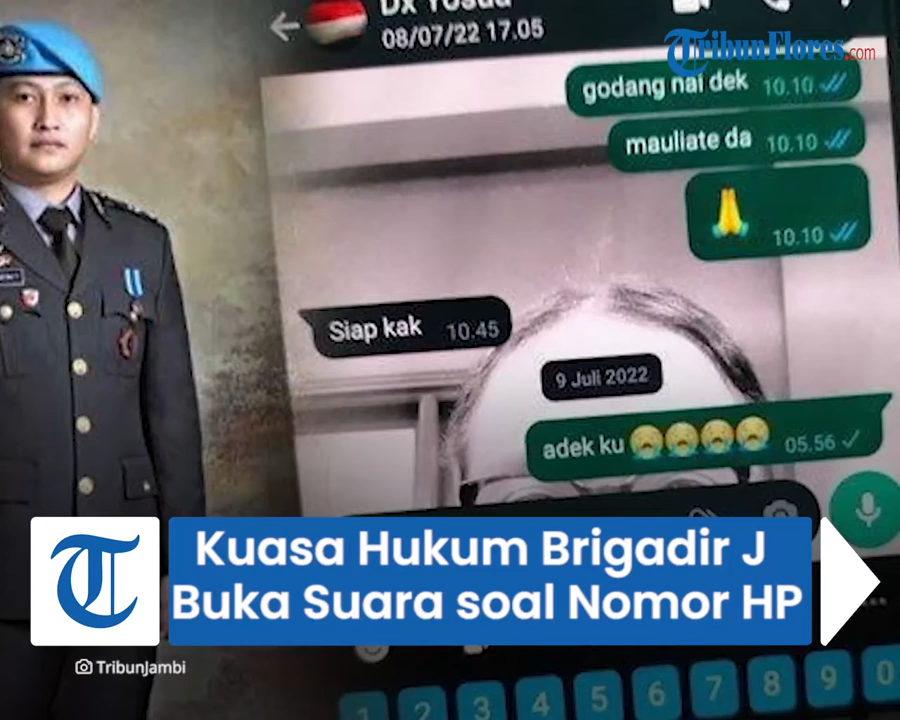 08/07/22 17.05
TribunFlores.com
godang nai dek 10.10
mauliate da 10.10
10.10
Siap kak 10.45
9 Juli 2022
adek ku 05.56
Kuasa Hukum Brigadir J
Buka Suara soal Nomor HP
TribunJambi
1 2 3 4 5 6 7 8 9 0